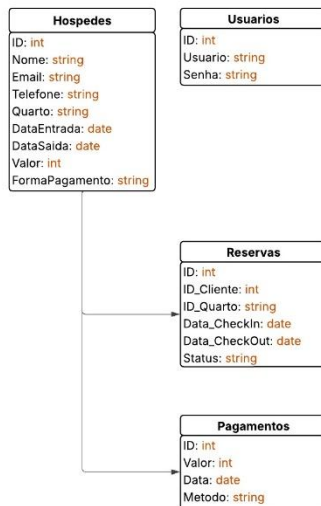 Hospedes
ID: int
Nome: string
Email: string
Telefone: string
Quarto: string
DataEntrada: date
DataSaida: date
Valor: int
FormaPagamento: string
Usuarios
ID: int
Usuario: string
Senha: string
Reservas
ID: int
ID_Cliente: int
ID_Quarto: string
Data_CheckIn: date
Data_CheckOut: date
Status: string
Pagamentos
ID: int
Valor: int
Data: date
Metodo: string